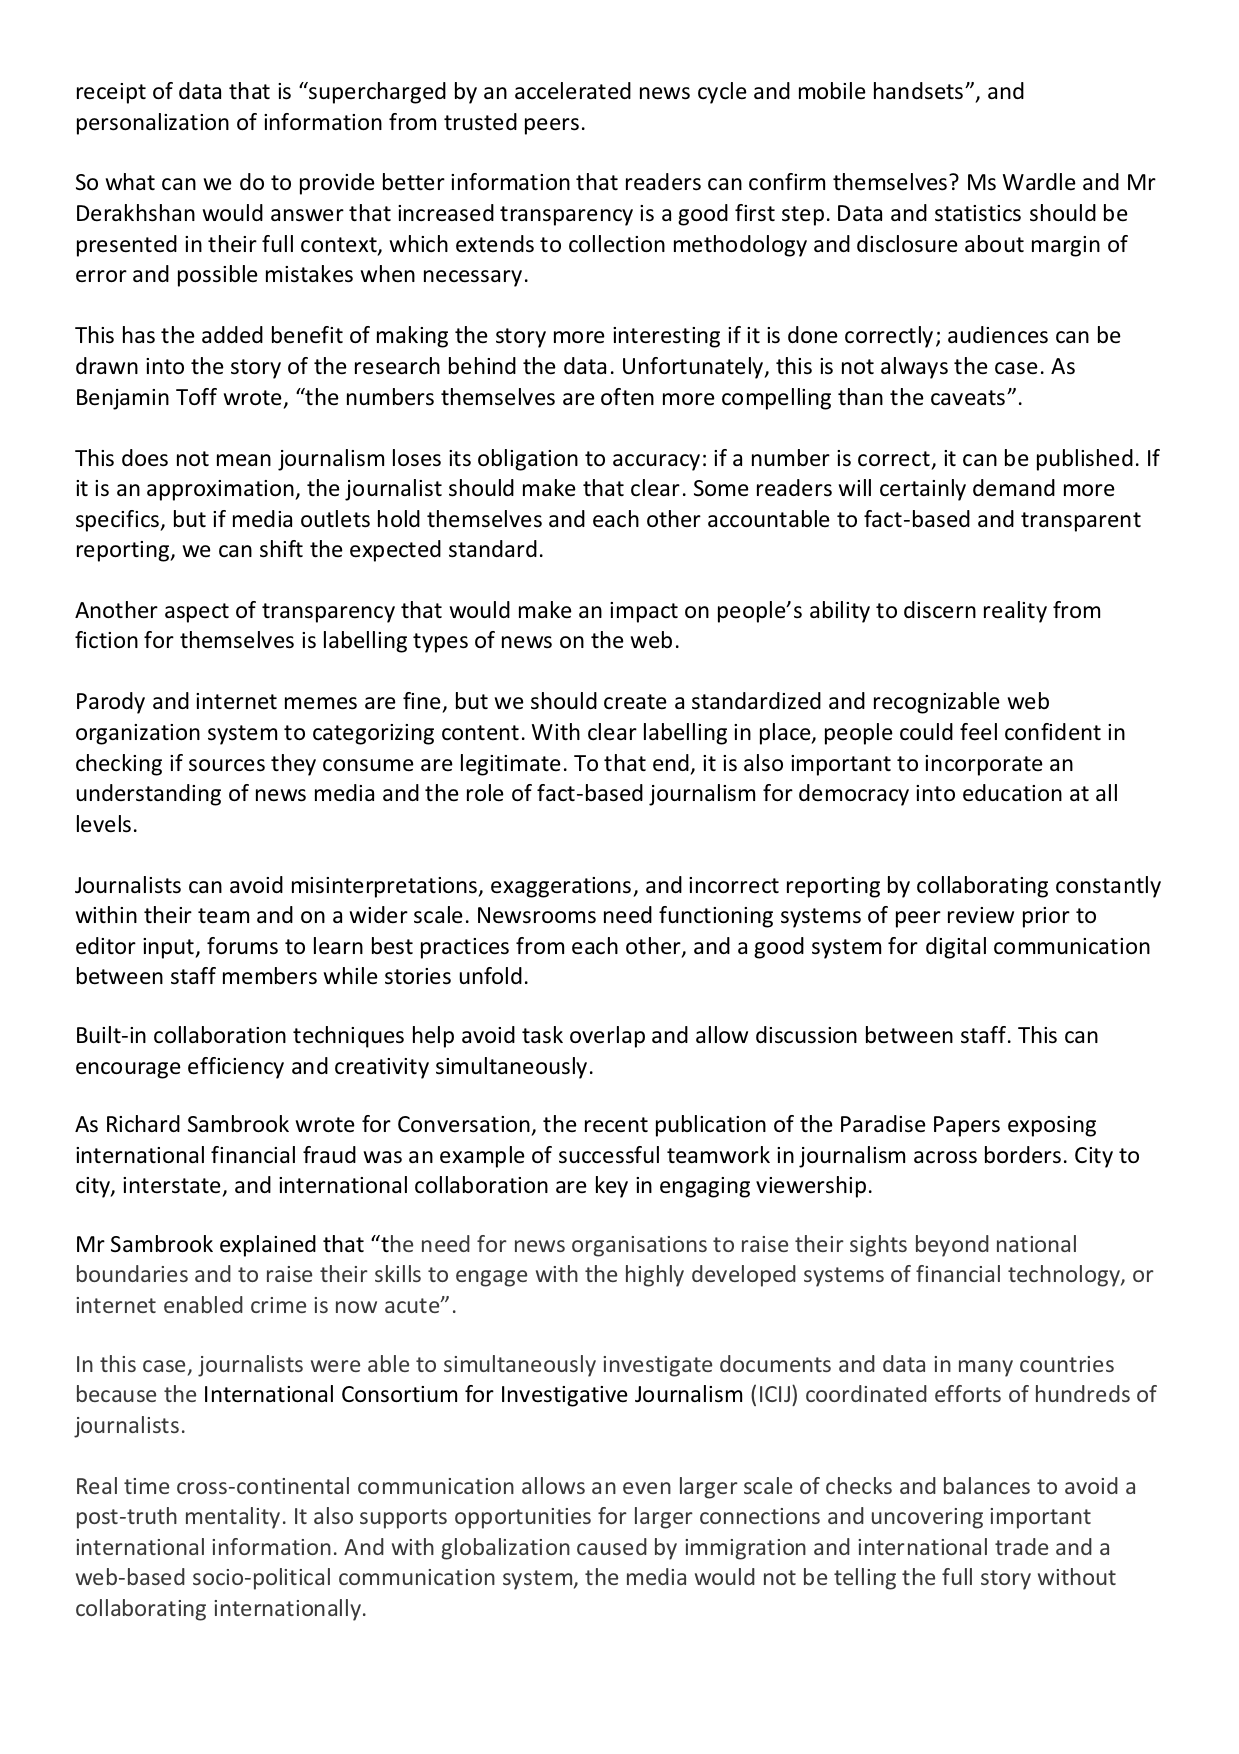 receipt of data that is “supercharged by an accelerated news cycle and mobile handsets”, and
personalization of information from trusted peers.
So what can we do to provide better information that readers can confirm themselves? Ms Wardle and Mr
Derakhshan would answer that increased transparency is a good first step. Data and statistics should be
presented in their full context, which extends to collection methodology and disclosure about margin of
error and possible mistakes when necessary.
This has the added benefit of making the story more interesting if it is done correctly; audiences can be
drawn into the story of the research behind the data. Unfortunately, this is not always the case. As
Benjamin Toff wrote, “the numbers themselves are often more compelling than the caveats”.
This does not mean journalism loses its obligation to accuracy: if a number is correct, it can be published. If
it is an approximation, the journalist should make that clear. Some readers will certainly demand more
specifics, but if media outlets hold themselves and each other accountable to fact-based and transparent
reporting, we can shift the expected standard.
Another aspect of transparency that would make an impact on people’s ability to discern reality from
fiction for themselves is labelling types of news on the web.
Parody and internet memes are fine, but we should create a standardized and recognizable web
organization system to categorizing content. With clear labelling in place, people could feel confident in
checking if sources they consume are legitimate. To that end, it is also important to incorporate an
understanding of news media and the role of fact-based journalism for democracy into education at all
levels.
Journalists can avoid misinterpretations, exaggerations, and incorrect reporting by collaborating constantly
within their team and on a wider scale. Newsrooms need functioning systems of peer review prior to
editor input, forums to learn best practices from each other, and a good system for digital communication
between staff members while stories unfold.
Built-in collaboration techniques help avoid task overlap and allow discussion between staff. This can
encourage efficiency and creativity simultaneously.
As Richard Sambrook wrote for Conversation, the recent publication of the Paradise Papers exposing
international financial fraud was an example of successful teamwork in journalism across borders. City to
city, interstate, and international collaboration are key in engaging viewership.
Mr Sambrook explained that “the need for news organisations to raise their sights beyond national
boundaries and to raise their skills to engage with the highly developed systems of financial technology, or
internet enabled crime is now acute”.
In this case, journalists were able to simultaneously investigate documents and data in many countries
because the International Consortium for Investigative Journalism (ICIJ) coordinated efforts of hundreds of
journalists.
Real time cross-continental communication allows an even larger scale of checks and balances to avoid a
post-truth mentality. It also supports opportunities for larger connections and uncovering important
international information. And with globalization caused by immigration and international trade and a
web-based socio-political communication system, the media would not be telling the full story without
collaborating internationally.